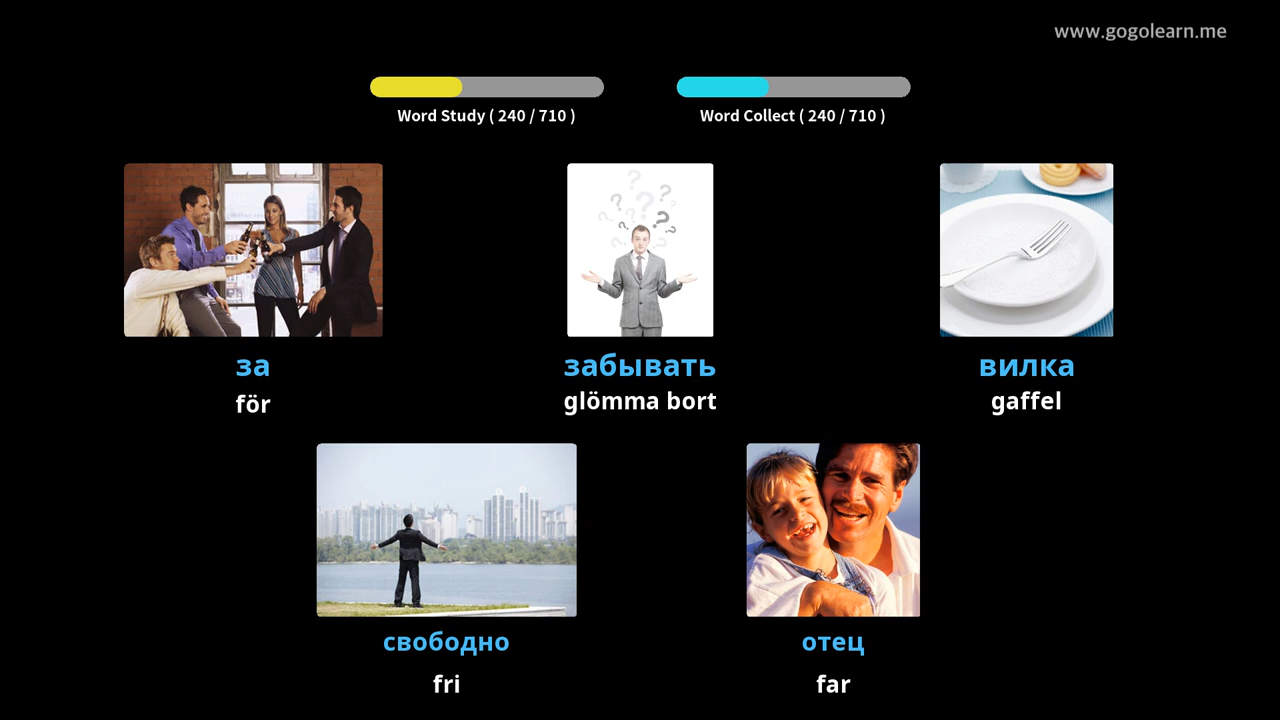 www.gogolearn.me
Word Study ( 240 / 710 )
Word Collect ( 240 / 710 )
за
för
забывать
glömma bort
вилка
gaffel
свободно
fri
отец
far